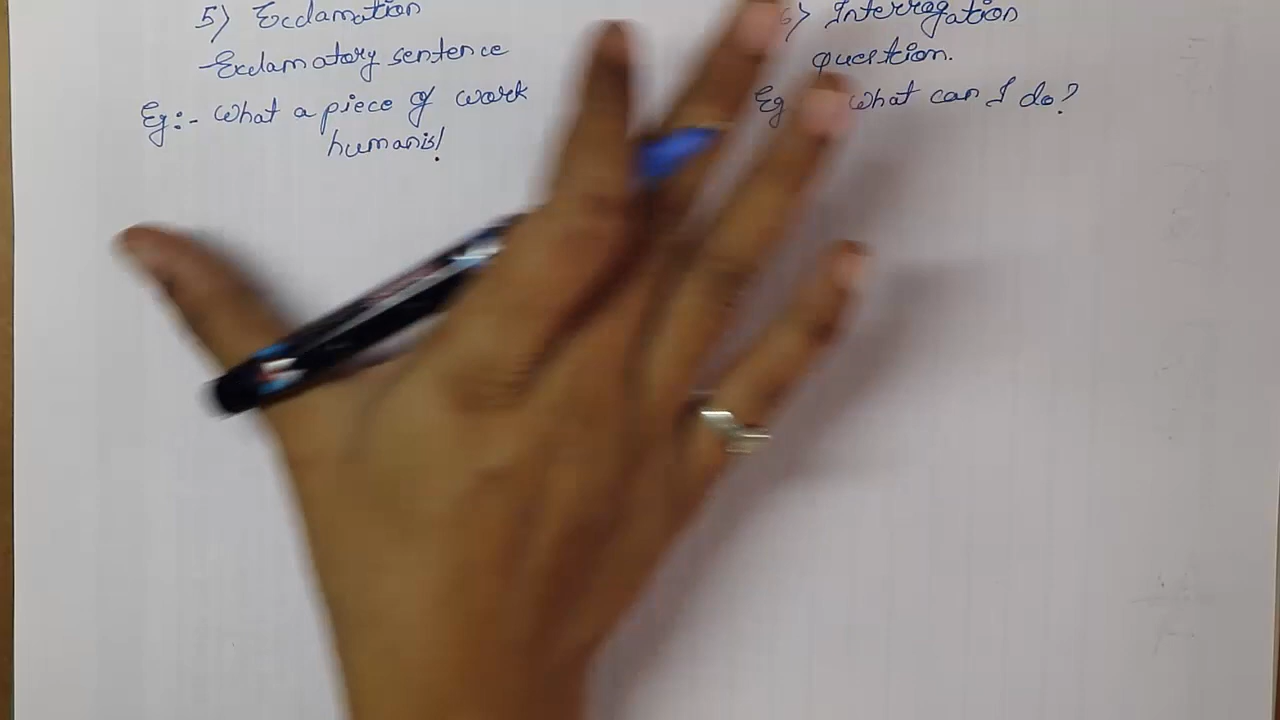 5) Exclamation
Exclamatory sentence
Eg:- What a piece of work
human is!
6) Interrogation
question.
Eg What can I do?